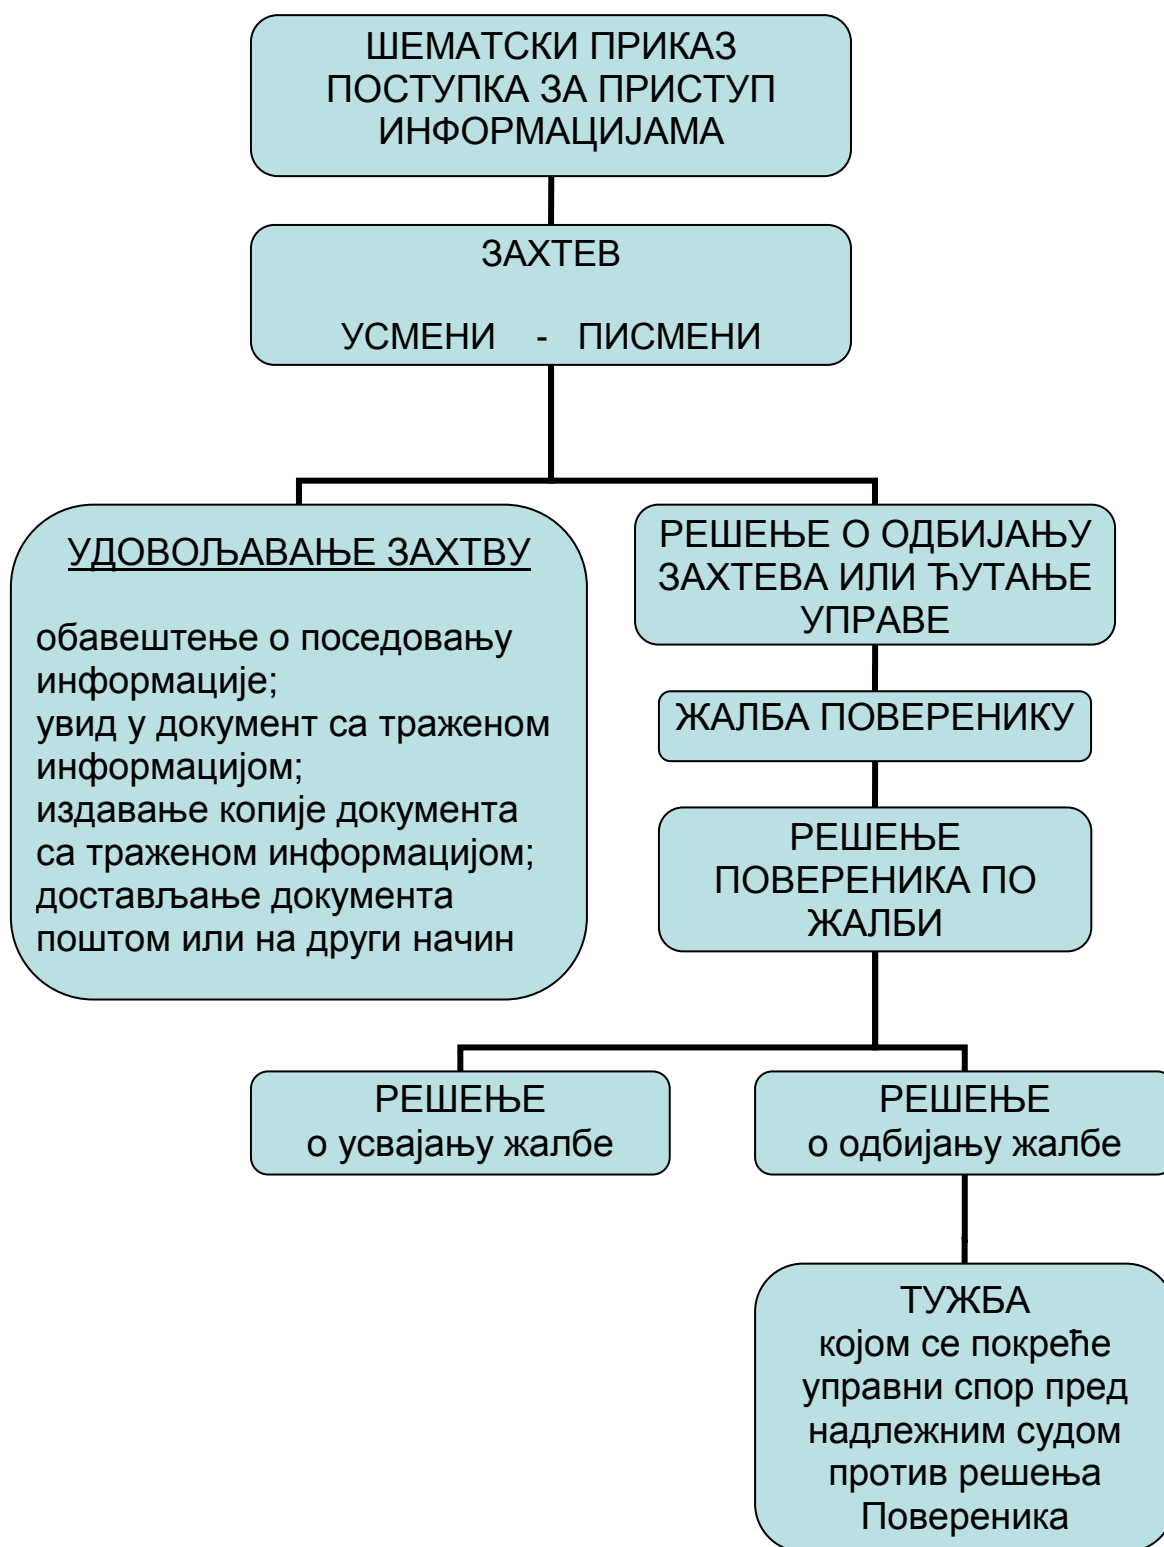 ШЕМАТСКИ ПРИКАЗ
ПОСТУПКА ЗА ПРИСТУП
ИНФОРМАЦИЈАМА
ЗАХТЕВ
УСМЕНИ - ПИСМЕНИ
УДОВОЉАВАЊЕ ЗАХТВУ
обавештење о поседовању
информације;
увид у документ са траженом
информацијом;
издавање копије документа
са траженом информацијом;
достављање документа
поштом или на други начин
РЕШЕЊЕ О ОДБИЈАЊУ
ЗАХТЕВА ИЛИ ЋУТАЊЕ
УПРАВЕ
ЖАЛБА ПОВЕРЕНИКУ
РЕШЕЊЕ
ПОВЕРЕНИКА ПО
ЖАЛБИ
РЕШЕЊЕ
о усвајању жалбе
РЕШЕЊЕ
о одбијању жалбе
ТУЖБА
којом се покреће
управни спор пред
надлежним судом
против решења
Повереника